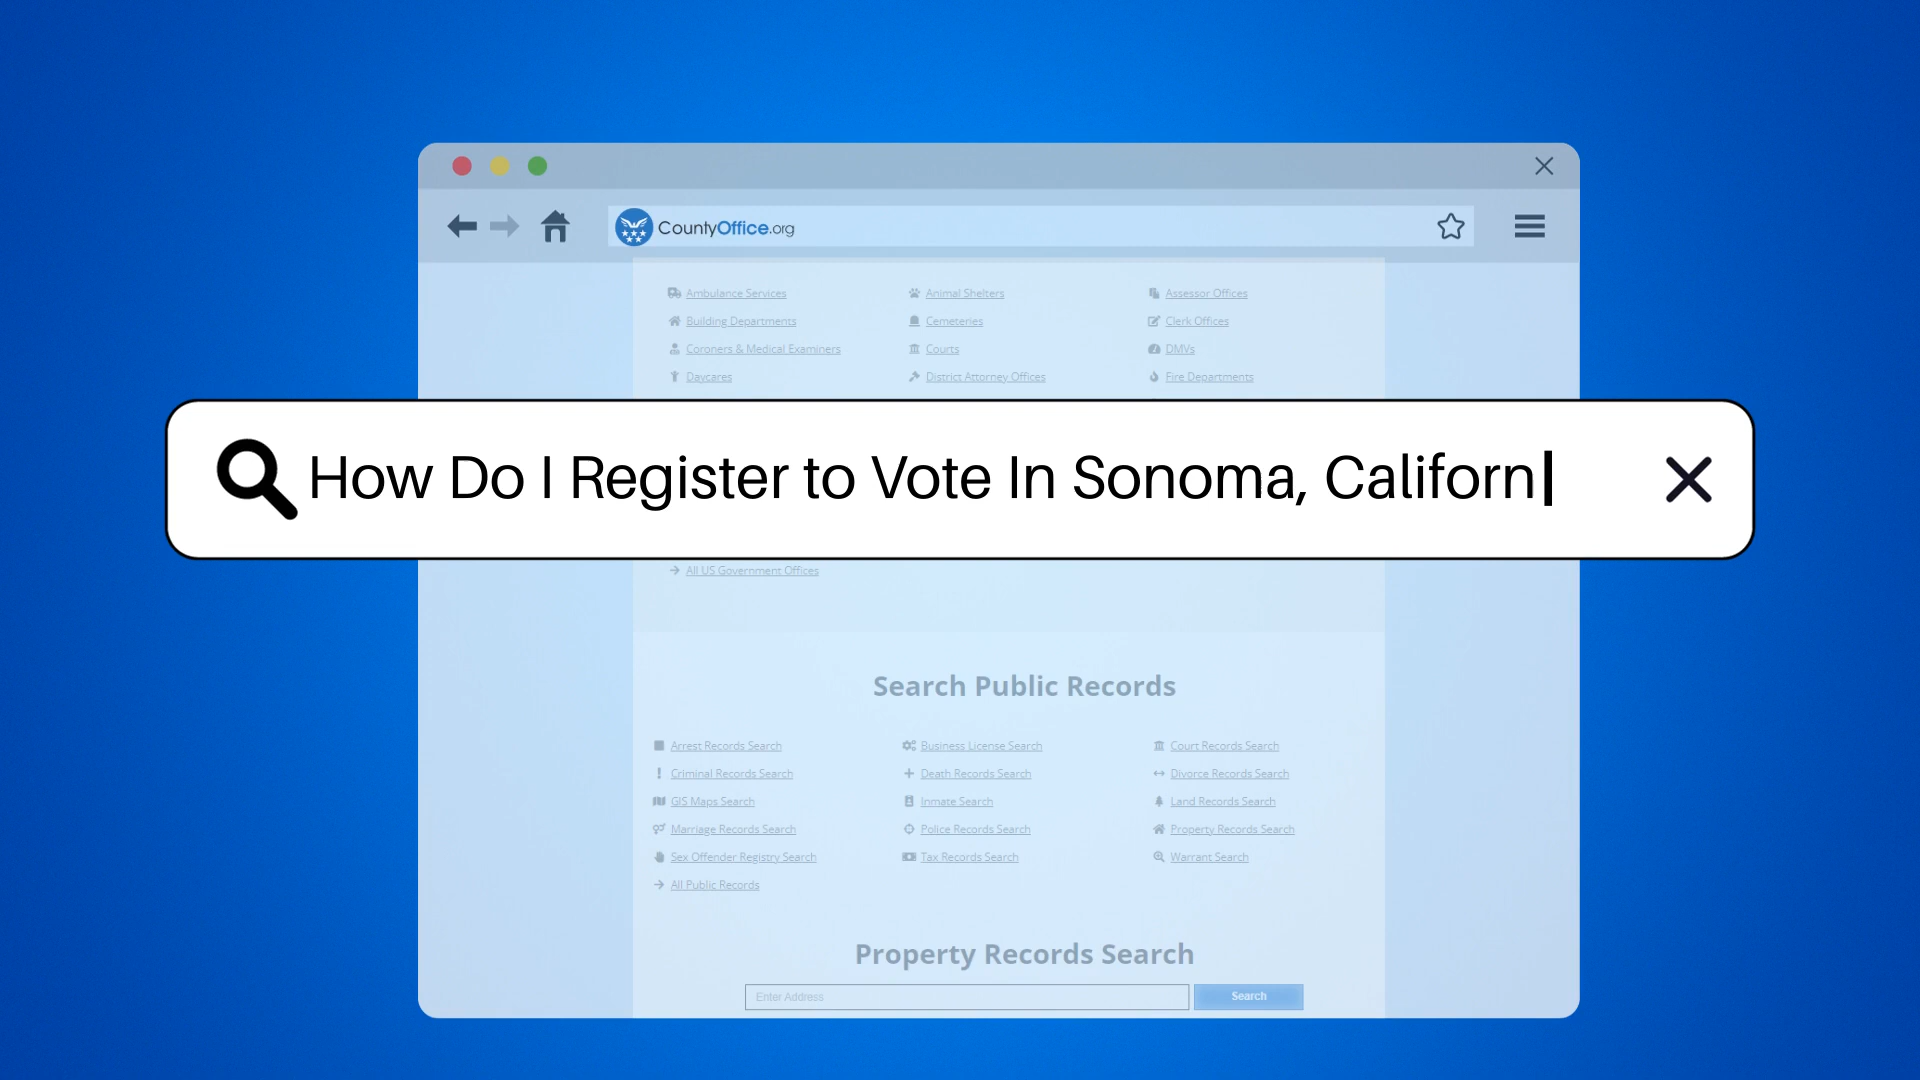 CountyOffice.org
Ambulance Services Animal Shelters Assessor Offices
Building Departments Cemeteries Clerk Offices
Coroners & Medical Examiners Courts DMVs
Daycares District Attorney Offices Fire Departments
How Do I Register to Vote In Sonoma, Californ
All US Government Offices
Search Public Records
Arrest Records Search Business License Search Court Records Search
Criminal Records Search Death Records Search Divorce Records Search
GIS Maps Search Inmate Search Land Records Search
Marriage Records Search Police Records Search Property Records Search
Sex Offender Registry Search Tax Records Search Warrant Search
All Public Records
Property Records Search
Enter Address Search